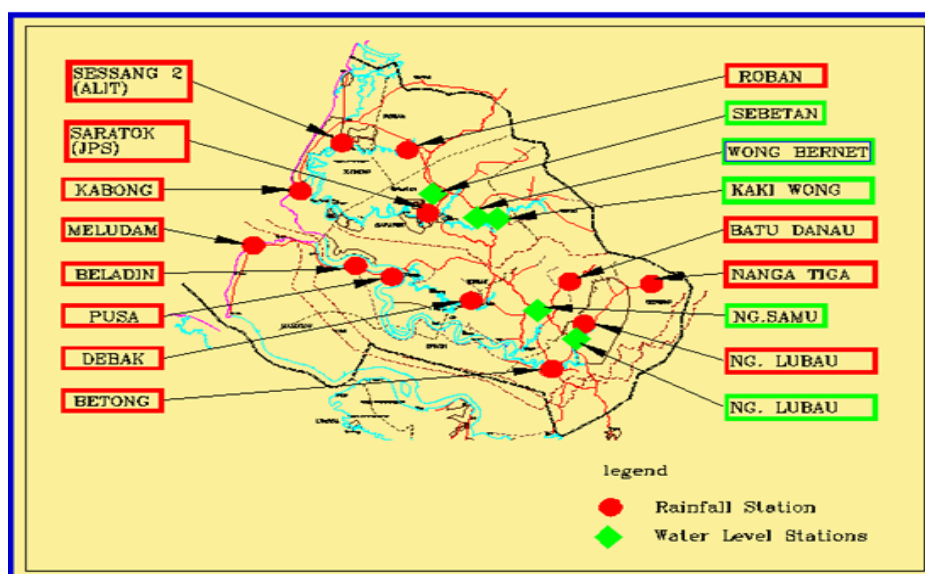 SESSANG 2
(ALIT)
SARATOK
(JPS)
KABONG
MELUDAM
BELADIN
PUSA
DEBAK
BETONG
ROBAN
SEBETAN
WONG BERNET
KAKI WONG
BATU DANAU
NANGA TIGA
NG.SAMU
NG. LUBAU
NG. LUBAU
legend
Rainfall Station
Water Level Stations